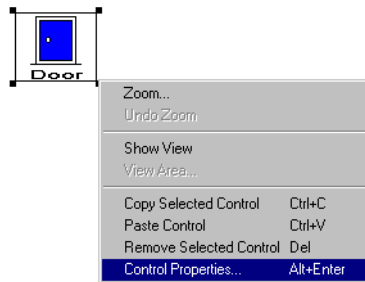 Door
Zoom...
Undo Zoom
Show View
View Area...
Copy Selected Control Ctrl+C
Paste Control Ctrl+V
Remove Selected Control Del
Control Properties... Alt+Enter